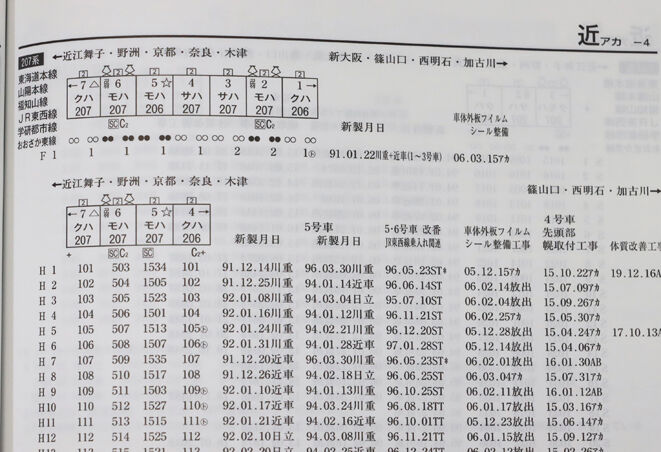 近アカ －4
207系
←近江舞子・野洲・京都・奈良・木津 新大阪・篠山口・西明石・加古川→
東海道本線
山陽本線
福知山線
JR東西線
学研都市線
おおさか東線
←7 6 5☆ 4 3 2 1→
クハ モハ モハ サハ サハ モハ クハ
207 207 206 207 207 207 206
SC C₂ SC SC C₂
新製月日 車体外板フィルムシール整備
F 1 1 1 1 1 2 2 1 91.01.22川重+近車(1〜3号車) 06.03.15アカ
←近江舞子・野洲・京都・奈良・木津 篠山口・西明石・加古川→
←7 6 5☆ 4→
クハ モハ モハ クハ
207 207 207 206
+ SC C₂ SC C₂+
新製月日 5号車新製月日 5・6号車 改番JR東西線乗入れ関連 車体外板フィルムシール整備工事 4号車先頭部幌取付工事 体質改善工
H 1 101 503 1534 101 91.12.14川重 96.03.30川重 96.05.23ST* 05.12.15アカ 15.10.22アカ 19.12.16
H 2 102 504 1505 102 91.12.25川重 94.01.14近車 96.06.14ST 06.02.14放出 15.07.09アカ
H 3 103 505 1523 103 92.01.08川重 94.03.04日立 95.07.10ST 06.02.04放出 15.09.26アカ
H 4 104 506 1501 104 92.01.16川重 94.01.12川重 96.11.21ST 06.02.25アカ 15.05.30アカ
H 5 105 507 1513 105 92.01.24川重 94.02.21川重 96.12.20ST 05.12.28放出 15.04.24アカ 17.10.13
H 6 106 508 1507 106 92.01.31川重 94.01.28近車 97.01.28ST 05.12.14放出 15.04.06アカ
H 7 107 509 1535 107 91.12.20近車 96.03.30川重 96.05.23ST* 06.02.01放出 16.01.30AB
H 8 108 510 1517 108 91.12.26近車 94.02.18日立 96.06.25ST 06.03.04アカ 15.07.31アカ
H 9 109 511 1503 109 92.01.10近車 94.01.13川重 96.10.25ST 06.02.11放出 16.01.12AB
H10 110 512 1527 110 92.01.17近車 94.03.24川重 96.08.18TT 06.01.17放出 15.03.16アカ
H11 111 513 1515 111 92.01.21近車 94.02.16近車 96.10.01TT 05.12.23放出 15.06.14アカ
H12 112 514 1525 112 92.02.10日立 94.03.08川重 96.11.21TT 06.01.12放出 15.09.12アカ